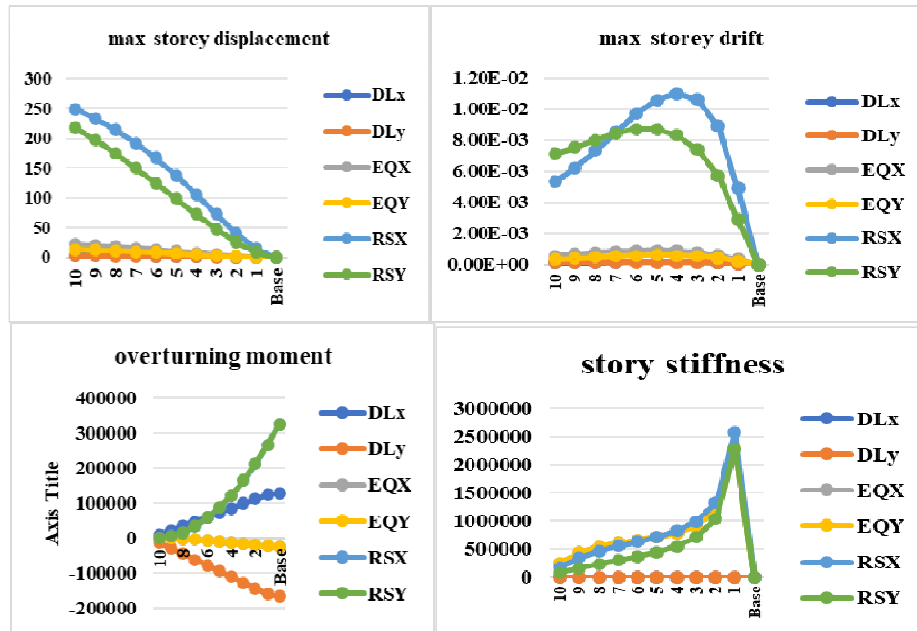 max storey displacement
300
250
200
150
100
50
0
10 9 8 7 6 5 4 3 2 1 Base
DLx
DLy
EQX
EQY
RSX
RSY
max storey drift
1.20E-02
1.00E-02
8.00E-03
6.00E-03
4.00E-03
2.00E-03
0.00E+00
10 9 8 7 6 5 4 3 2 1 Base
DLx
DLy
EQX
EQY
RSX
RSY
overturning moment
Axis Title
400000
300000
200000
100000
0
-100000
-200000
10 8 6 4 2 Base
DLx
DLy
EQX
EQY
RSX
RSY
story stiffness
3000000
2500000
2000000
1500000
1000000
500000
0
10 9 8 7 6 5 4 3 2 1 Base
DLx
DLy
EQX
EQY
RSX
RSY